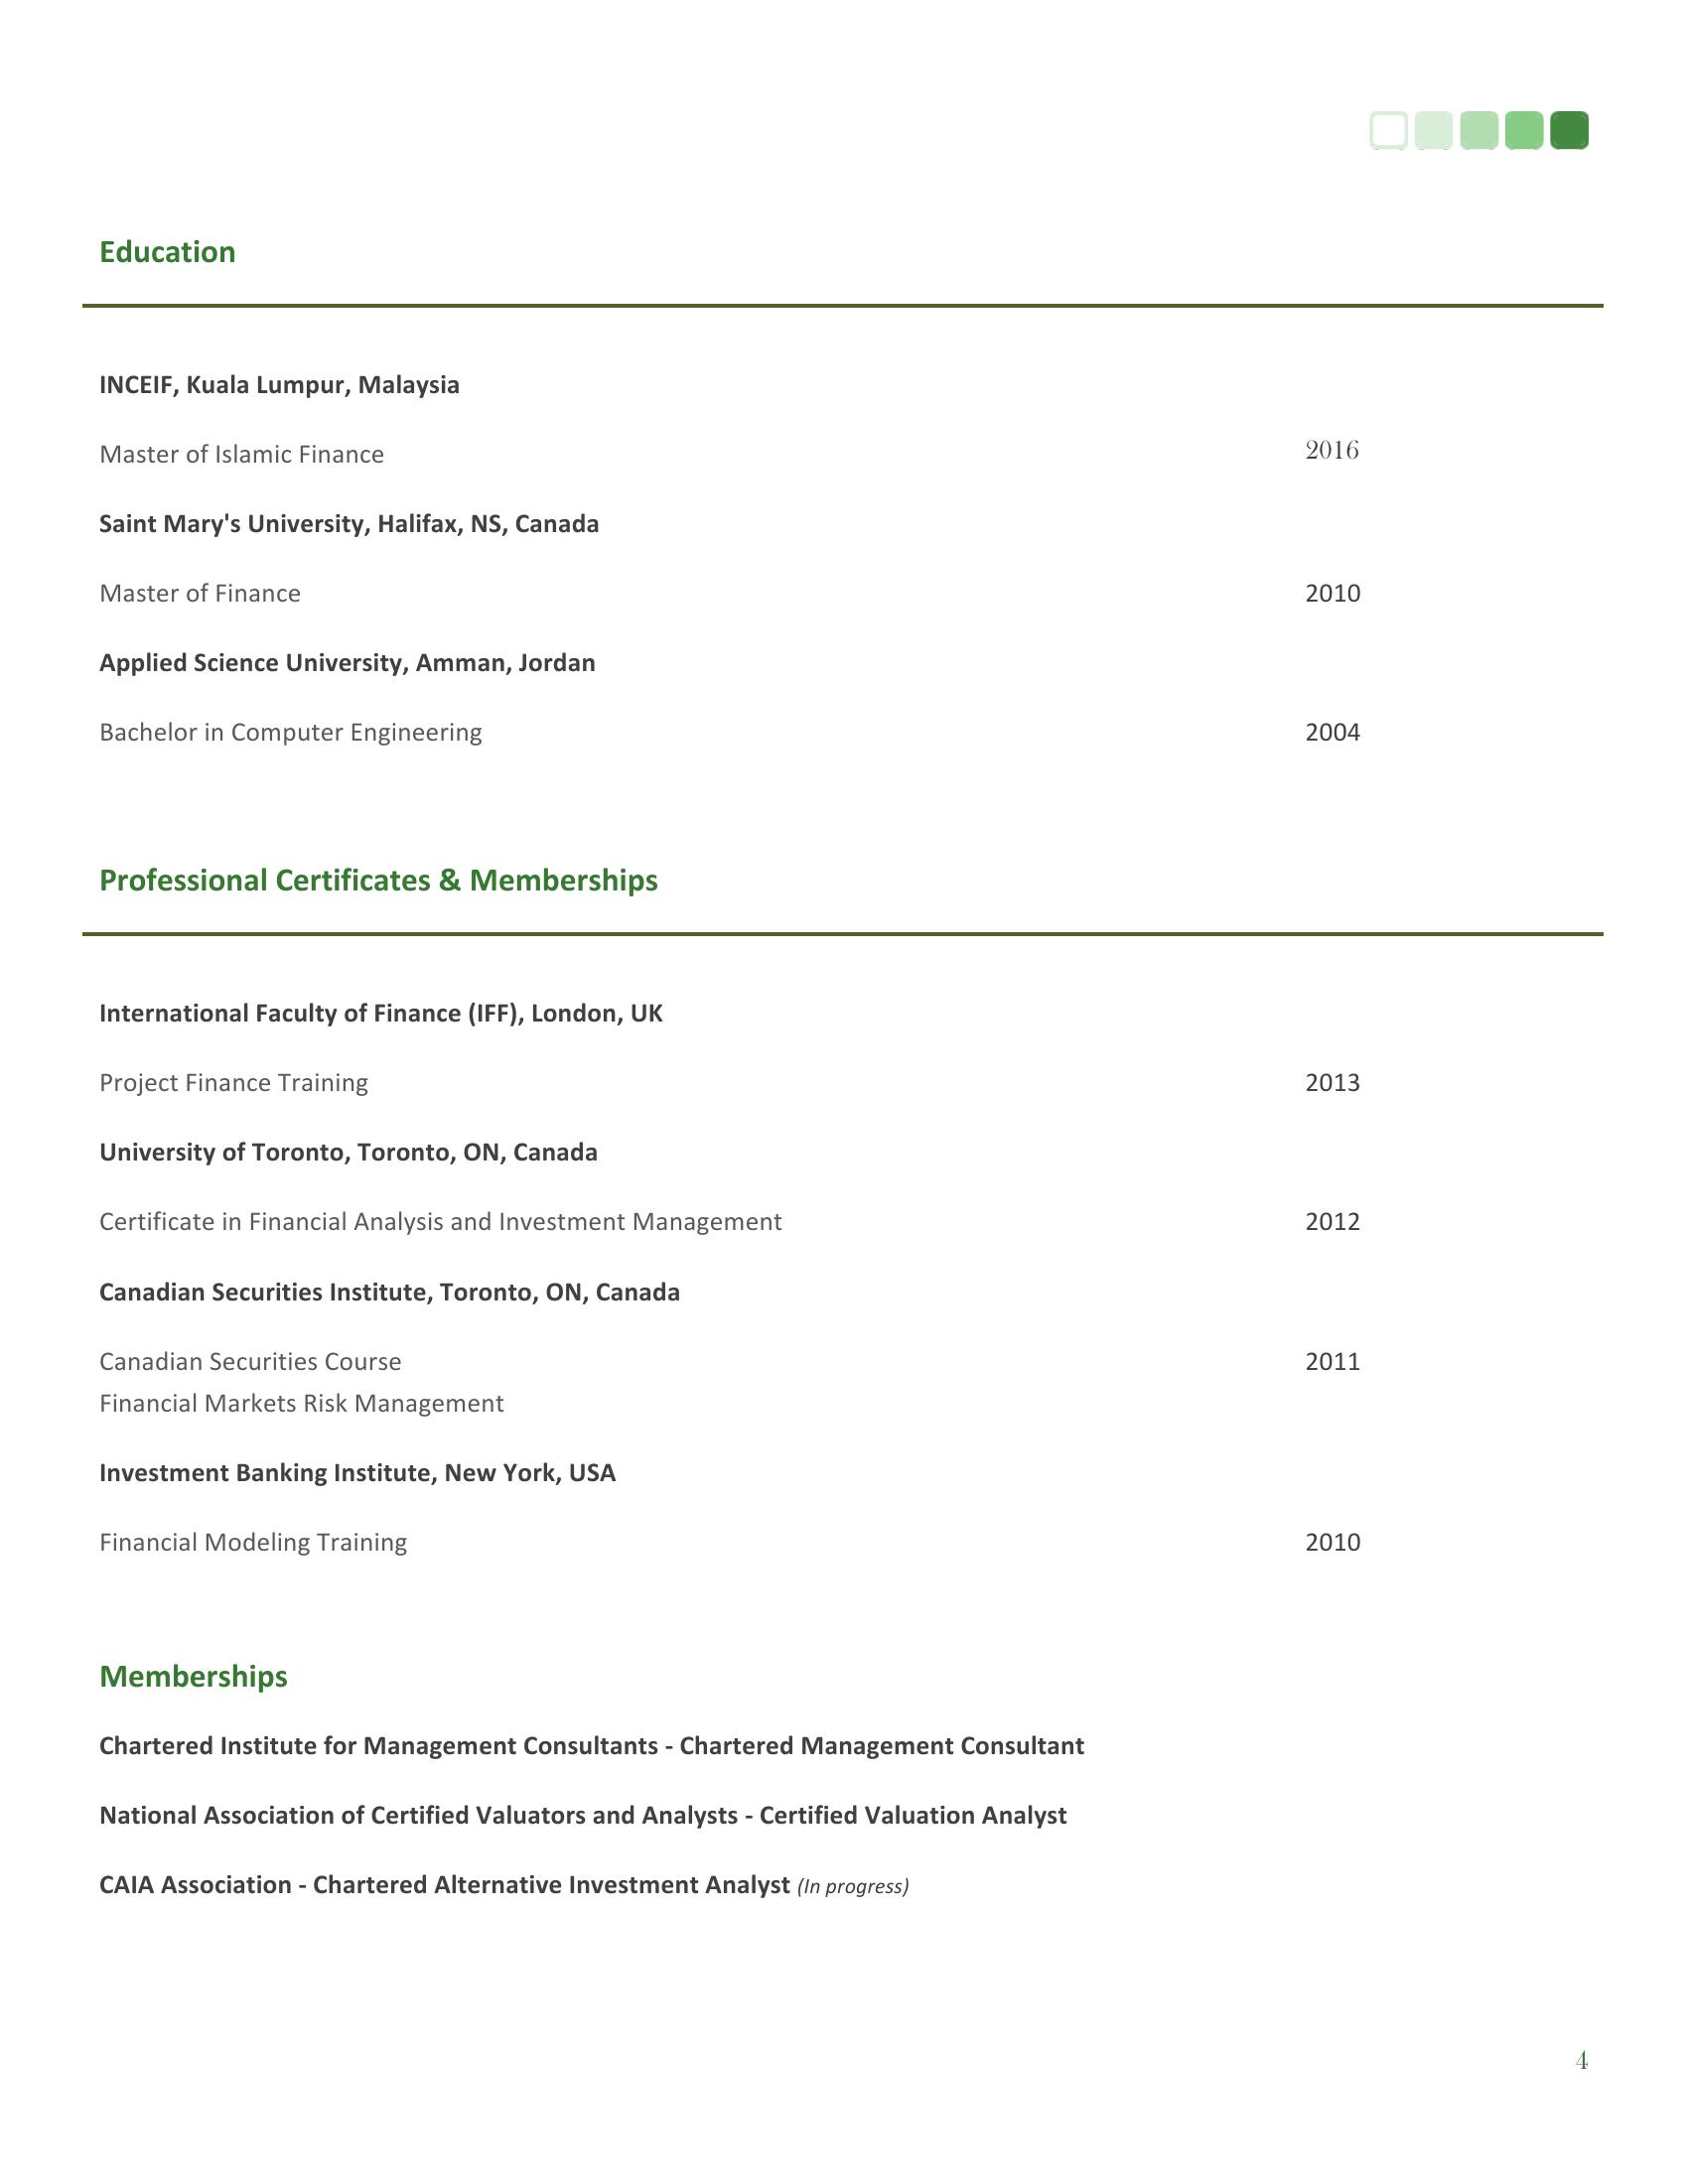 Education
INCEIF, Kuala Lumpur, Malaysia
Master of Islamic Finance 2016
Saint Mary's University, Halifax, NS, Canada
Master of Finance 2010
Applied Science University, Amman, Jordan
Bachelor in Computer Engineering 2004
Professional Certificates & Memberships
International Faculty of Finance (IFF), London, UK
Project Finance Training 2013
University of Toronto, Toronto, ON, Canada
Certificate in Financial Analysis and Investment Management 2012
Canadian Securities Institute, Toronto, ON, Canada
Canadian Securities Course 2011
Financial Markets Risk Management
Investment Banking Institute, New York, USA
Financial Modeling Training 2010
Memberships
Chartered Institute for Management Consultants - Chartered Management Consultant
National Association of Certified Valuators and Analysts - Certified Valuation Analyst
CAIA Association - Chartered Alternative Investment Analyst (In progress)
4